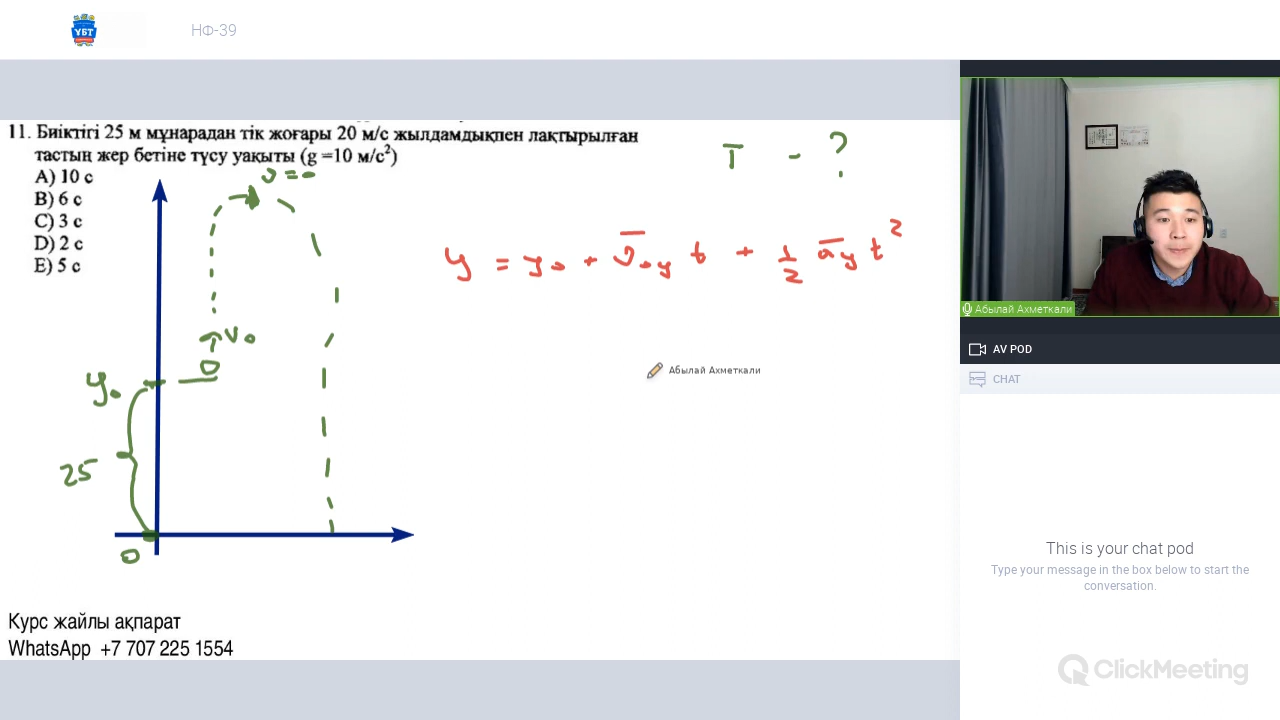 ҰБТ
НФ-39
11. Биіктігі 25 м мұнарадан тік жоғары 20 м/с жылдамдықпен лақтырылған
тастың жер бетіне түсу уақыты (g =10 м/с²)
A) 10 с
B) 6 с
C) 3 с
D) 2 с
E) 5 с
T - ?
υ = 0
y = y₀ + υ₀y t + 1/2 ay t²
V₀
y₀
25
0
Абылай Ахметкали
Курс жайлы ақпарат
WhatsApp +7 707 225 1554
Абылай Ахметкали
AV POD
CHAT
This is your chat pod
Type your message in the box below to start the
conversation.
ClickMeeting